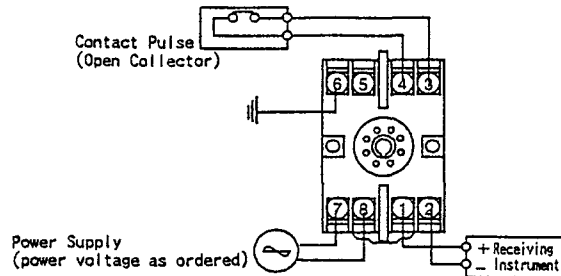 Contact Pulse
(Open Collector)
6 5 4 3
7 8 1 2
Power Supply
(power voltage as ordered)
+ Receiving
- Instrument